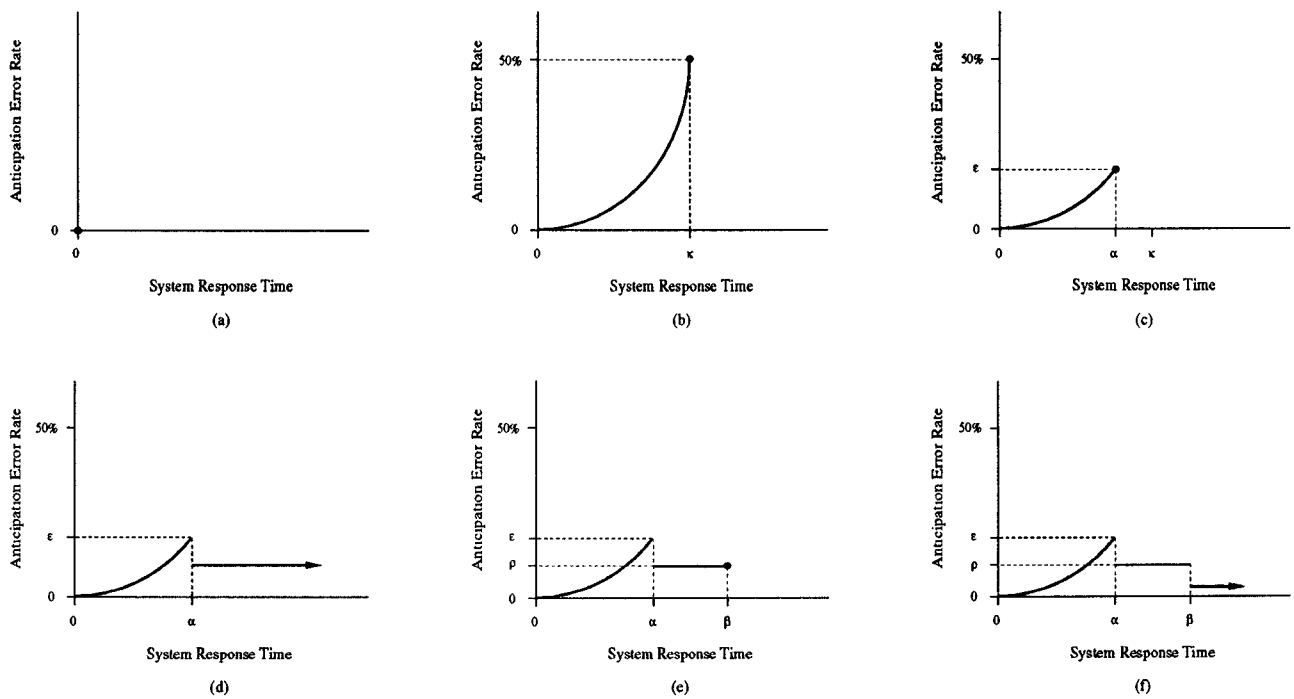 Anticipation Error Rate
0
0
System Response Time
(a)
Anticipation Error Rate
50%
0
0
κ
System Response Time
(b)
Anticipation Error Rate
50%
ε
0
0
α
κ
System Response Time
(c)
Anticipation Error Rate
50%
ε
0
0
α
System Response Time
(d)
Anticipation Error Rate
50%
ε
ρ
0
0
α
β
System Response Time
(e)
Anticipation Error Rate
50%
ε
ρ
0
0
α
β
System Response Time
(f)